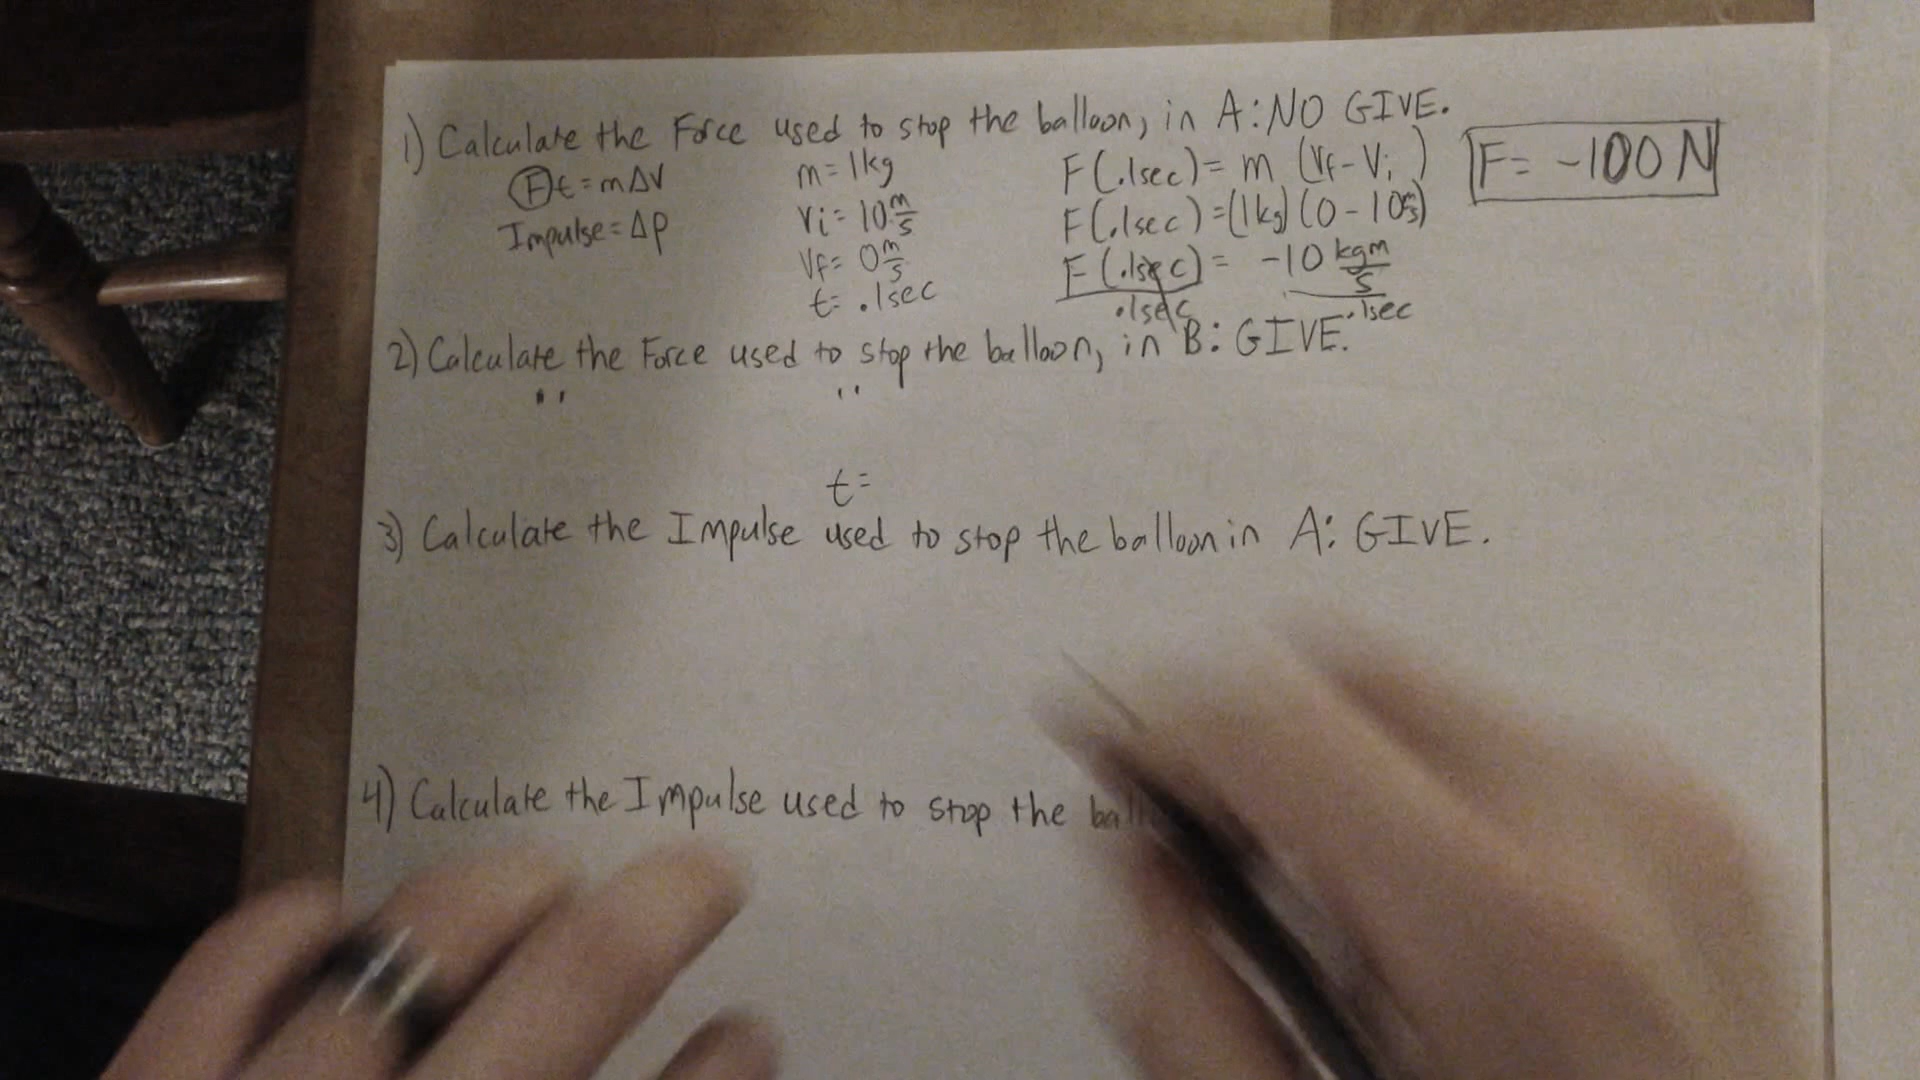 1) Calculate the Force used to stop the balloon, in A: NO GIVE.
Ft = mΔV
Impulse = Δp
m = 1kg
Vi = 10 m/s
Vf = 0 m/s
t = .1sec
F(.1sec) = m (Vf - Vi)
F(.1sec) = (1kg)(0 - 10 m/s)
F(.1sec) = -10 kgm/s
.1sec .1sec
F = -100 N
2) Calculate the Force used to stop the balloon, in B: GIVE.
" "
t =
3) Calculate the Impulse used to stop the balloon in A: GIVE.
4) Calculate the Impulse used to stop the ball